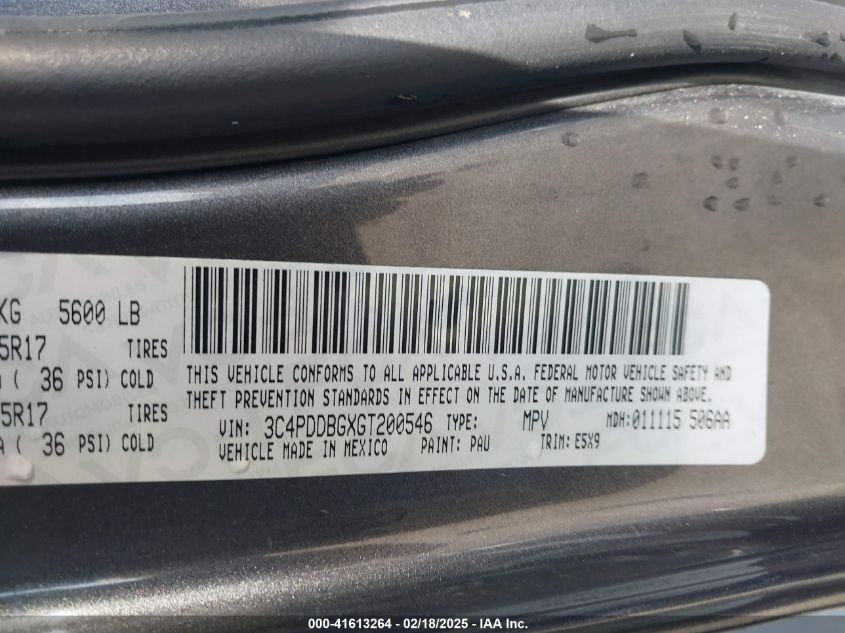 KG 5600 LB
5R17 TIRES
( 36 PSI) COLD
5R17 TIRES
A ( 36 PSI) COLD
THIS VEHICLE CONFORMS TO ALL APPLICABLE U.S.A. FEDERAL MOTOR VEHICLE SAFETY AND
THEFT PREVENTION STANDARDS IN EFFECT ON THE DATE OF MANUFACTURE SHOWN ABOVE.
VIN: 3C4PDDBGXGT200546 TYPE: MPV MDH:011115 506AA
VEHICLE MADE IN MEXICO PAINT: PAU TRIM: E5X9
000-41613264 - 02/18/2025 - IAA Inc.